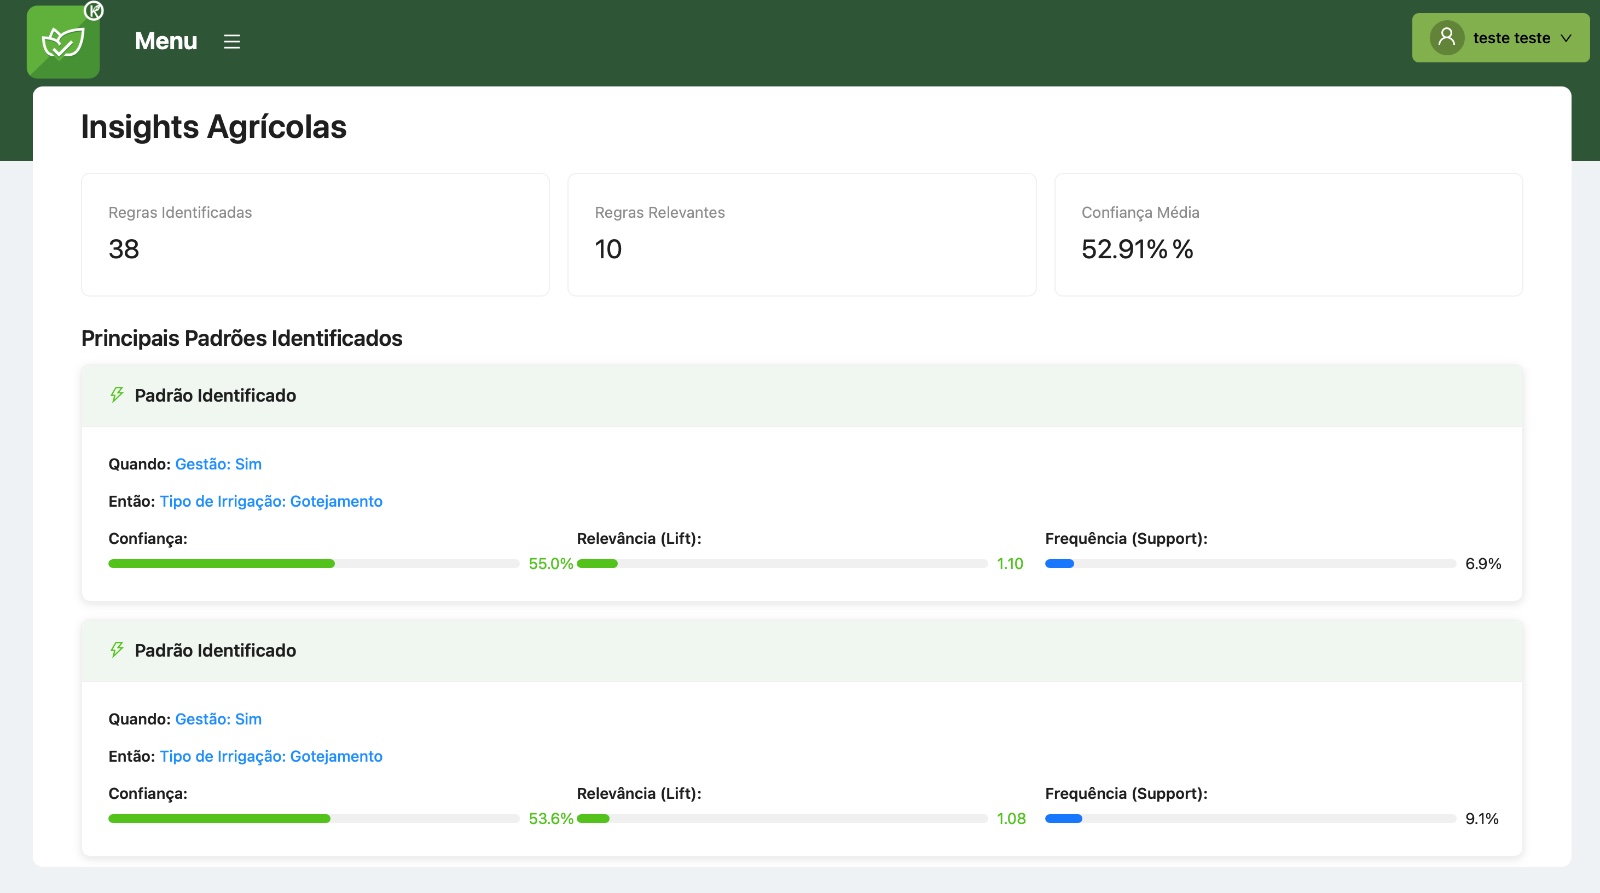 Menu
teste teste
Insights Agrícolas
Regras Identificadas
38
Regras Relevantes
10
Confiança Média
52.91% %
Principais Padrões Identificados
Padrão Identificado
Quando: Gestão: Sim
Então: Tipo de Irrigação: Gotejamento
Confiança: Relevância (Lift): Frequência (Support):
55.0% 1.10 6.9%
Padrão Identificado
Quando: Gestão: Sim
Então: Tipo de Irrigação: Gotejamento
Confiança: Relevância (Lift): Frequência (Support):
53.6% 1.08 9.1%